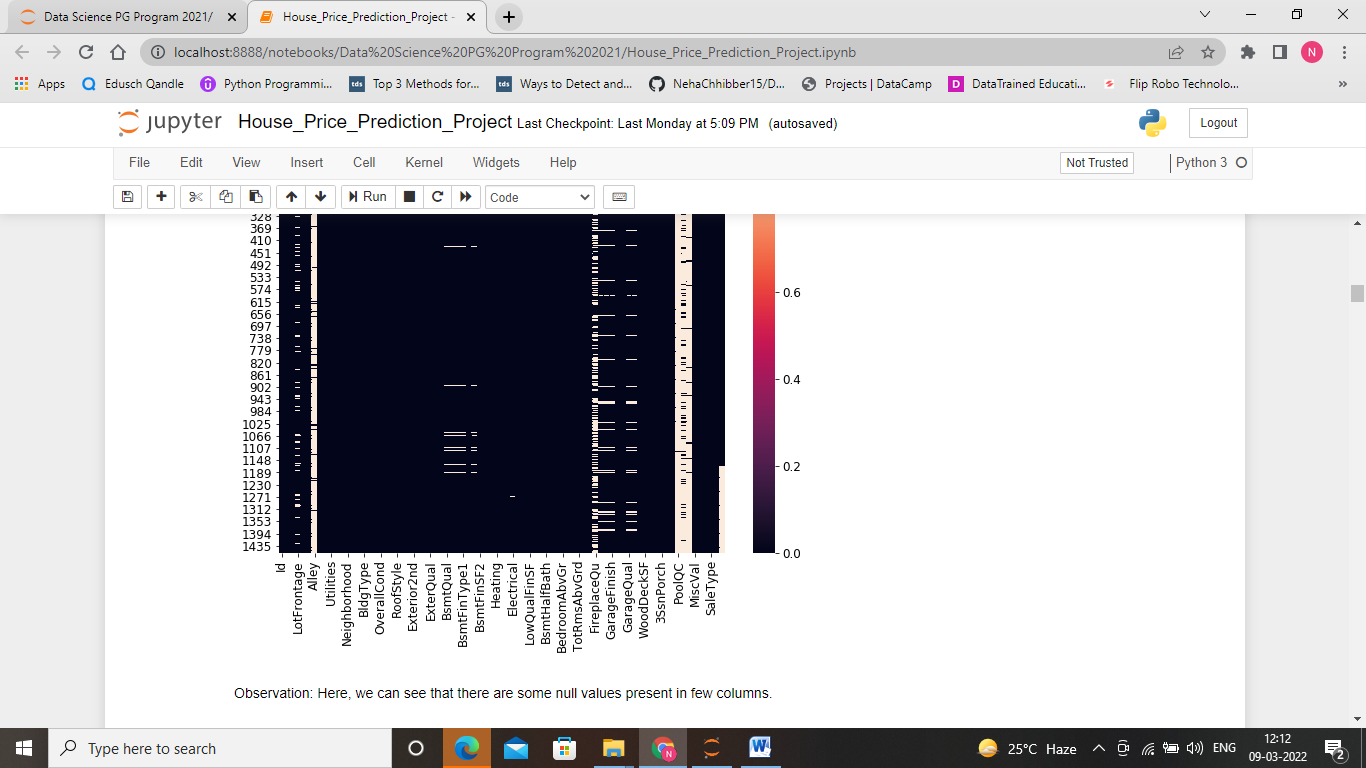 Data Science PG Program 2021/
House_Price_Prediction_Project -
localhost:8888/notebooks/Data%20Science%20PG%20Program%202021/House_Price_Prediction_Project.ipynb
N
Apps
Edusch Qandle
Python Programmi...
tds
Top 3 Methods for...
tds
Ways to Detect and...
NehaChhibber15/D...
Projects | DataCamp
D
DataTrained Educati...
Flip Robo Technolo...
»
jupyter House_Price_Prediction_Project Last Checkpoint: Last Monday at 5:09 PM (autosaved)
Logout
File Edit View Insert Cell Kernel Widgets Help
Not Trusted
Python 3
Run
Code
328
369
410
451
492
533
574
615
656
697
738
779
820
861
902
943
984
1025
1066
1107
1148
1189
1230
1271
1312
1353
1394
1435
Id
LotFrontage
Alley
Utilities
Neighborhood
BldgType
OverallCond
RoofStyle
Exterior2nd
ExterQual
BsmtQual
BsmtFinType1
BsmtFinSF2
Heating
Electrical
LowQualFinSF
BsmtHalfBath
BedroomAbvGr
TotRmsAbvGrd
FireplaceQu
GarageFinish
GarageQual
WoodDeckSF
3SsnPorch
PoolQC
MiscVal
SaleType
0.6
0.4
0.2
0.0
Observation: Here, we can see that there are some null values present in few columns.
Type here to search
N
W
25°C Haze
ENG
12:12
09-03-2022
2